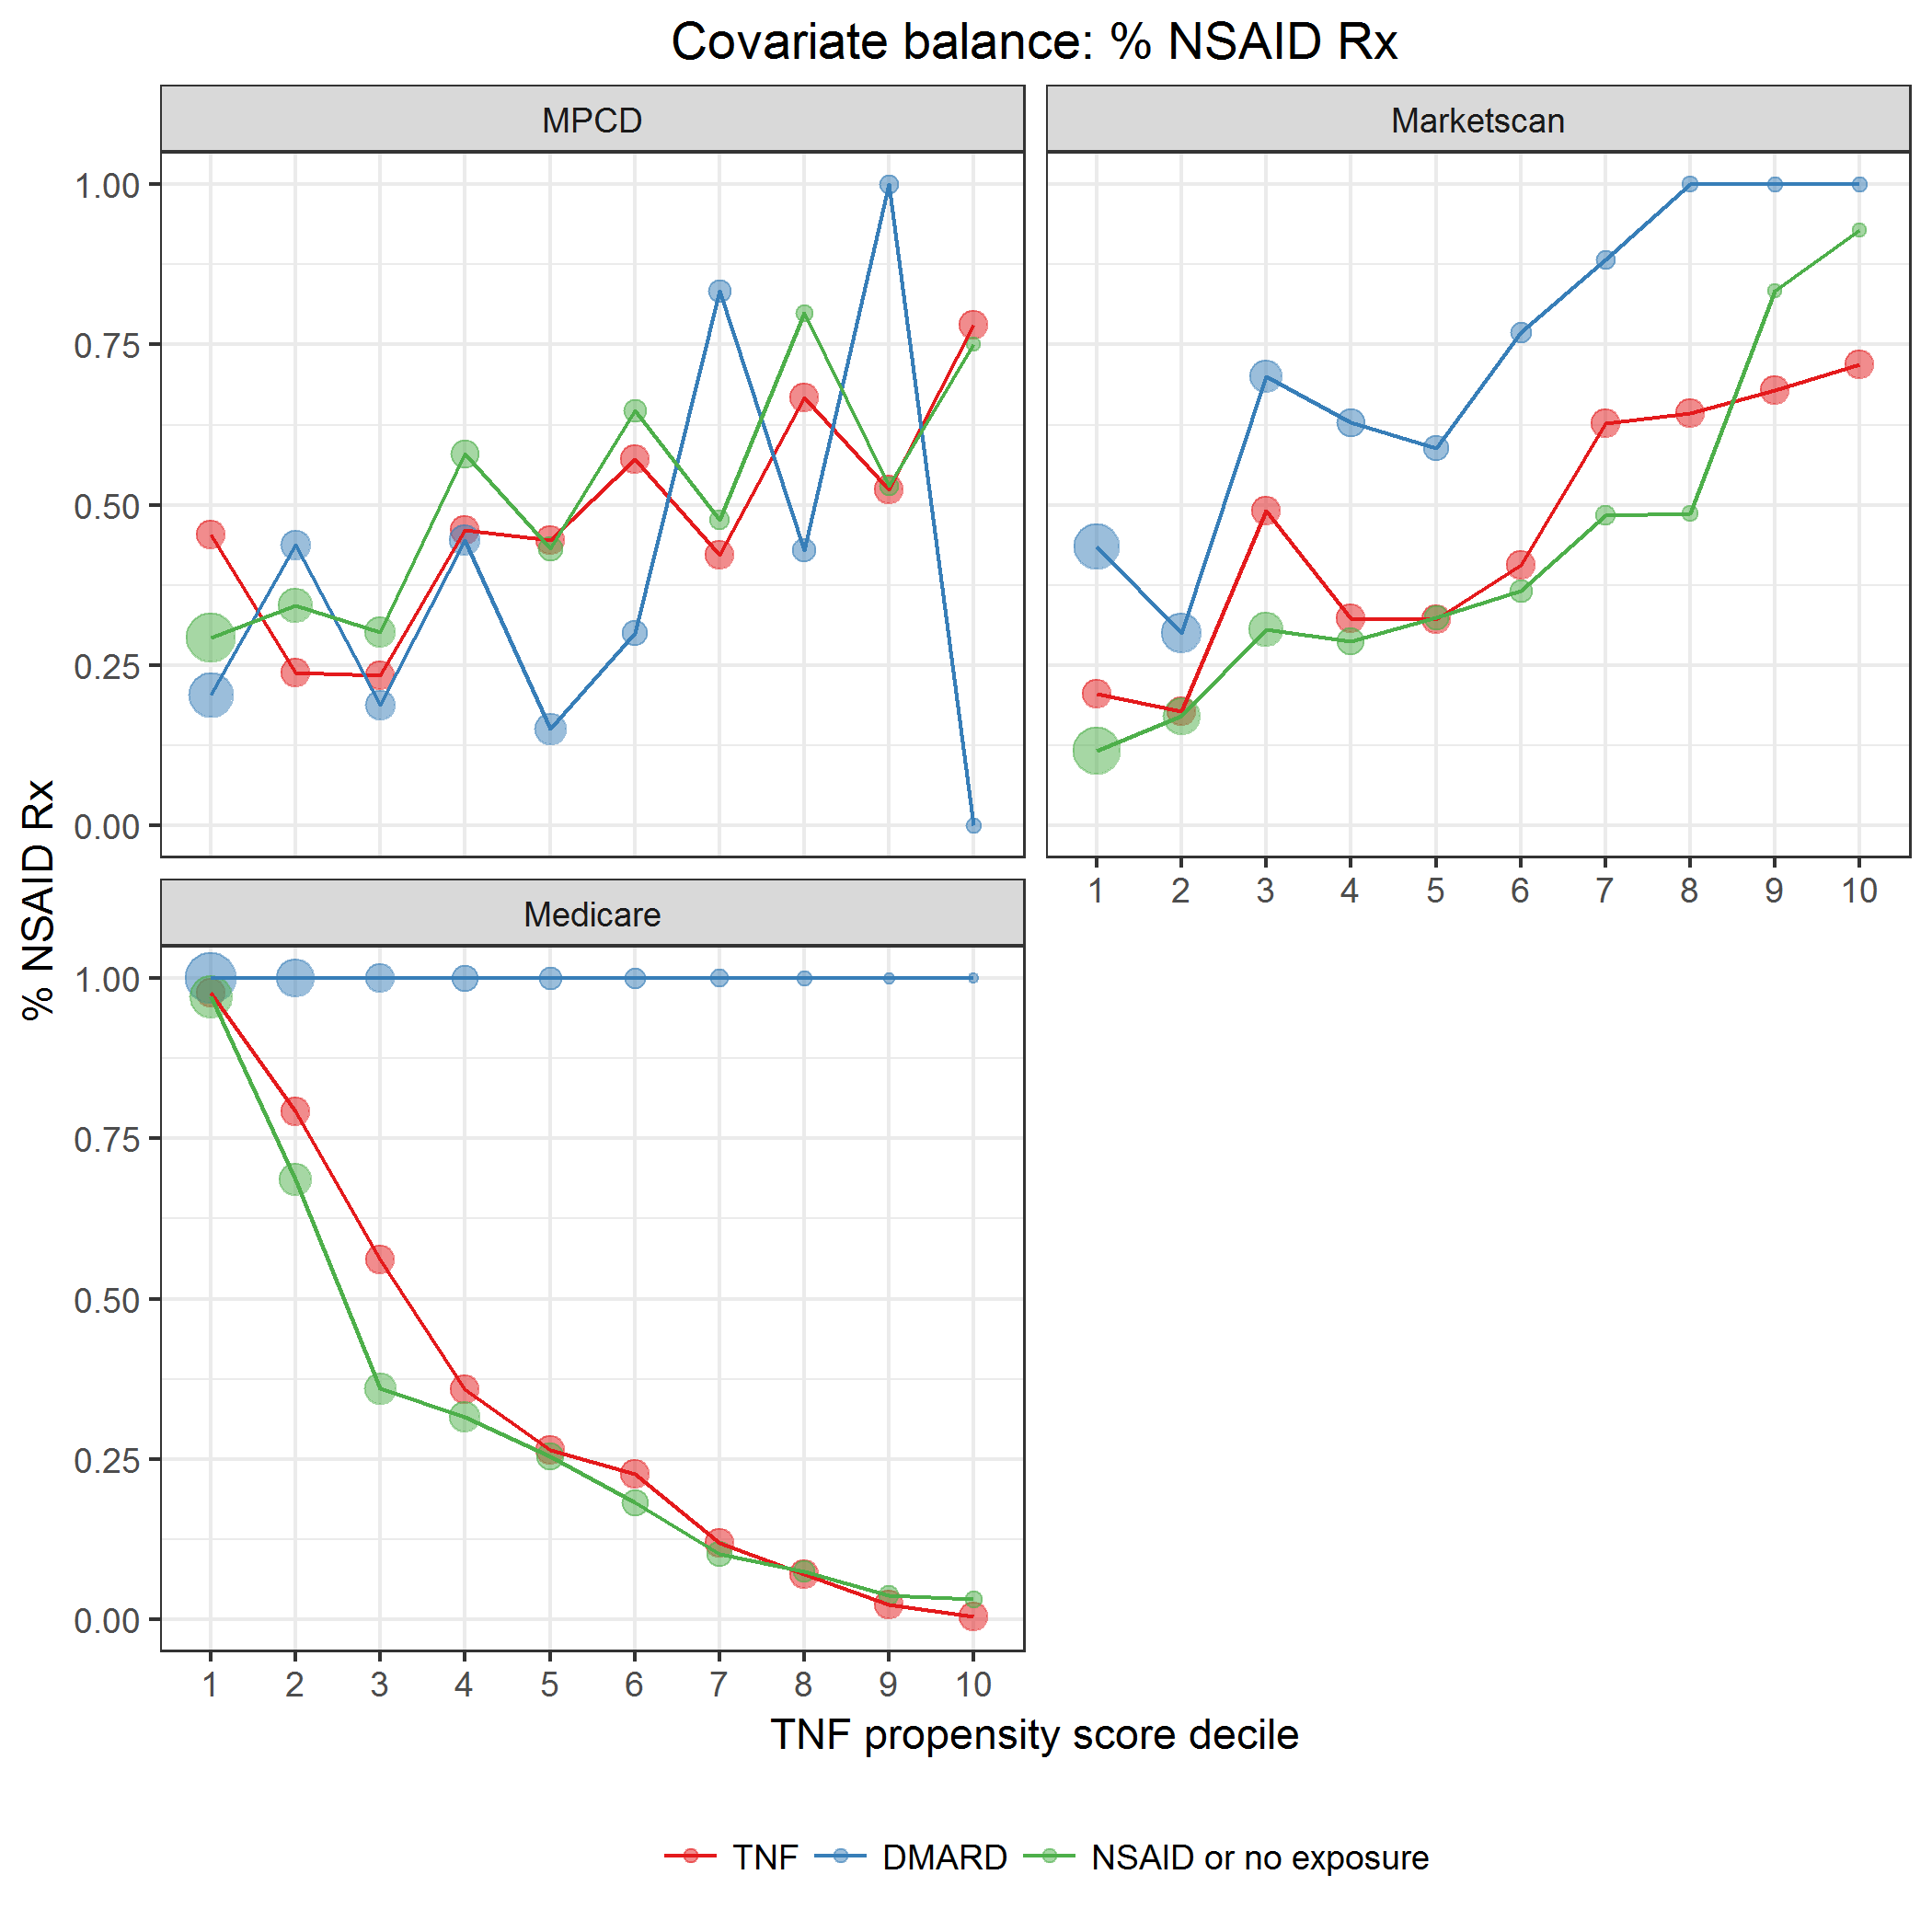 Covariate balance: % NSAID Rx
MPCD
Marketscan
1.00
0.75
0.50
0.25
0.00
1 2 3 4 5 6 7 8 9 10
% NSAID Rx
Medicare
1.00
0.75
0.50
0.25
0.00
1 2 3 4 5 6 7 8 9 10
TNF propensity score decile
TNF DMARD NSAID or no exposure